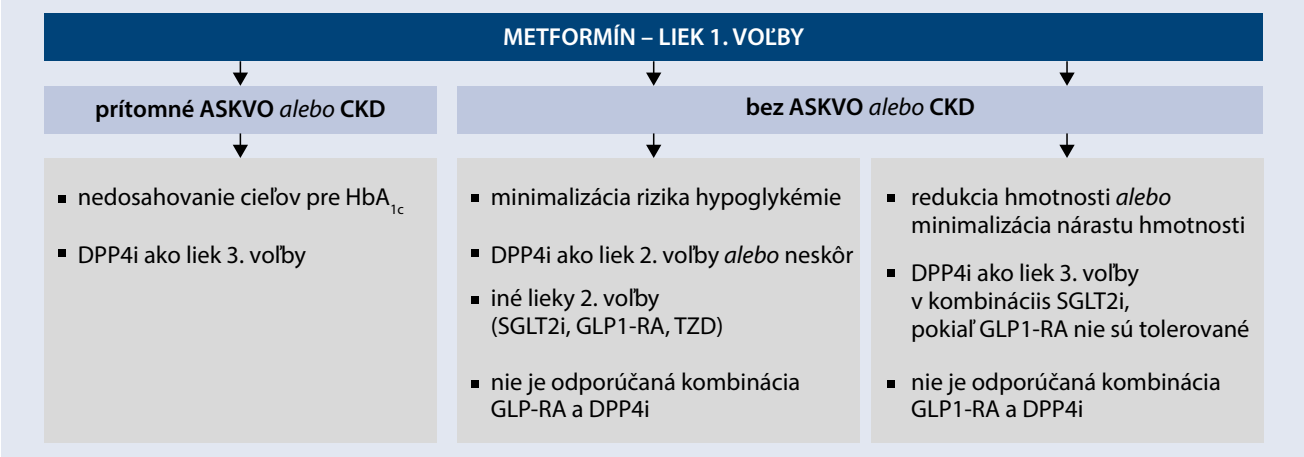 METFORMÍN – LIEK 1. VOĽBY
prítomné ASKVO alebo CKD
bez ASKVO alebo CKD
▪ nedosahovanie cieľov pre HbA1c
▪ DPP4i ako liek 3. voľby
▪ minimalizácia rizika hypoglykémie
▪ DPP4i ako liek 2. voľby alebo neskôr
▪ iné lieky 2. voľby
(SGLT2i, GLP1-RA, TZD)
▪ nie je odporúčaná kombinácia
GLP-RA a DPP4i
▪ redukcia hmotnosti alebo
minimalizácia nárastu hmotnosti
▪ DPP4i ako liek 3. voľby
v kombináciis SGLT2i,
pokiaľ GLP1-RA nie sú tolerované
▪ nie je odporúčaná kombinácia
GLP1-RA a DPP4i